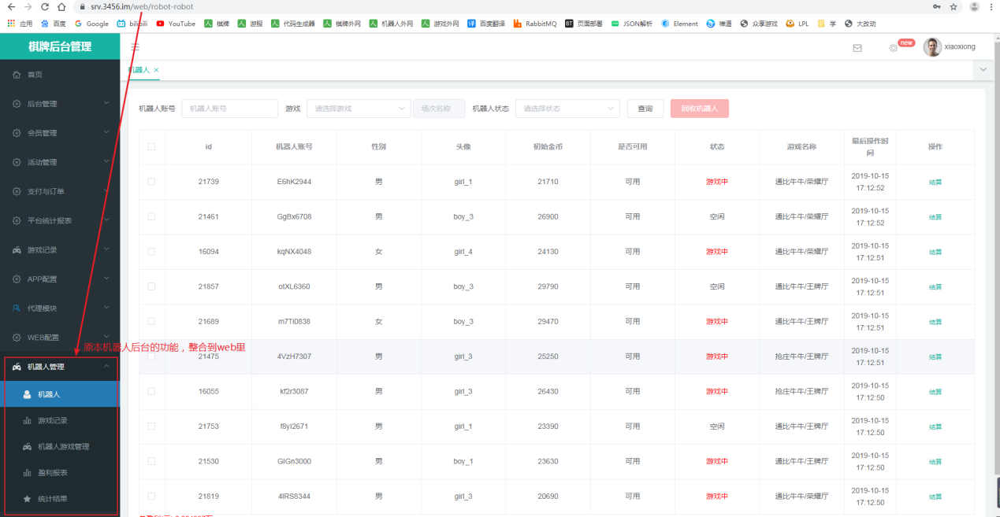 srv.3456.im/web/robot-robot
应用 百度 Google bilibili YouTube 棋牌 游服 代码生成器 棋牌外网 机器人外网 游戏外网 百度翻译 RabbitMQ 页面部署 JSON解析 Element 禅道 众享游戏 LPL 学 大改动
棋牌后台管理
new xiaoxiong
首页
后台管理
会员管理
活动管理
支付与订单
平台统计报表
游戏记录
APP配置
代理模块
WEB配置
机器人管理
机器人
游戏记录
机器人游戏管理
盈利报表
统计结果
机器人 ×
机器人账号 机器人账号 游戏 请选择游戏 场次名称 机器人状态 请选择状态 查询 回收机器人
id 机器人账号 性别 头像 初始金币 是否可用 状态 游戏名称 最后操作时间 操作
21739 E6hK2944 男 girl_1 21710 可用 游戏中 通比牛牛/荣耀厅 2019-10-15 17:12:52 结算
21461 GgBx6708 男 boy_3 26900 可用 空闲 通比牛牛/荣耀厅 2019-10-15 17:12:52 结算
16094 kqNX4048 女 girl_4 24130 可用 游戏中 通比牛牛/荣耀厅 2019-10-15 17:12:51 结算
21857 otXL6360 男 boy_3 29790 可用 空闲 通比牛牛/王牌厅 2019-10-15 17:12:51 结算
21689 m7Ti0838 女 boy_3 29470 可用 游戏中 通比牛牛/王牌厅 2019-10-15 17:12:51 结算
原本机器人后台的功能，整合到web里
21475 4VzH7307 男 girl_3 25250 可用 游戏中 抢庄牛牛/王牌厅 2019-10-15 17:12:51 结算
16055 kf2r3087 男 girl_3 26430 可用 游戏中 抢庄牛牛/王牌厅 2019-10-15 17:12:50 结算
21753 f8yI2671 男 girl_1 23390 可用 空闲 通比牛牛/王牌厅 2019-10-15 17:12:50 结算
21530 GIGn3000 男 boy_1 23630 可用 游戏中 通比牛牛/王牌厅 2019-10-15 17:12:50 结算
21819 4IRS8344 男 girl_3 20690 可用 游戏中 通比牛牛/王牌厅 2019-10-15 17:12:50 结算